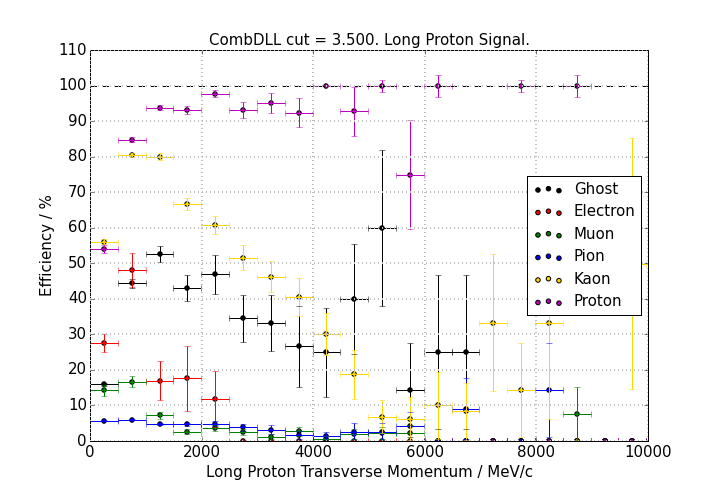 CombDLL cut = 3.500. Long Proton Signal.
110
100
90
80
70
60
50
40
30
20
10
0
Efficiency / %
Ghost
Electron
Muon
Pion
Kaon
Proton
0 2000 4000 6000 8000 10000
Long Proton Transverse Momentum / MeV/c